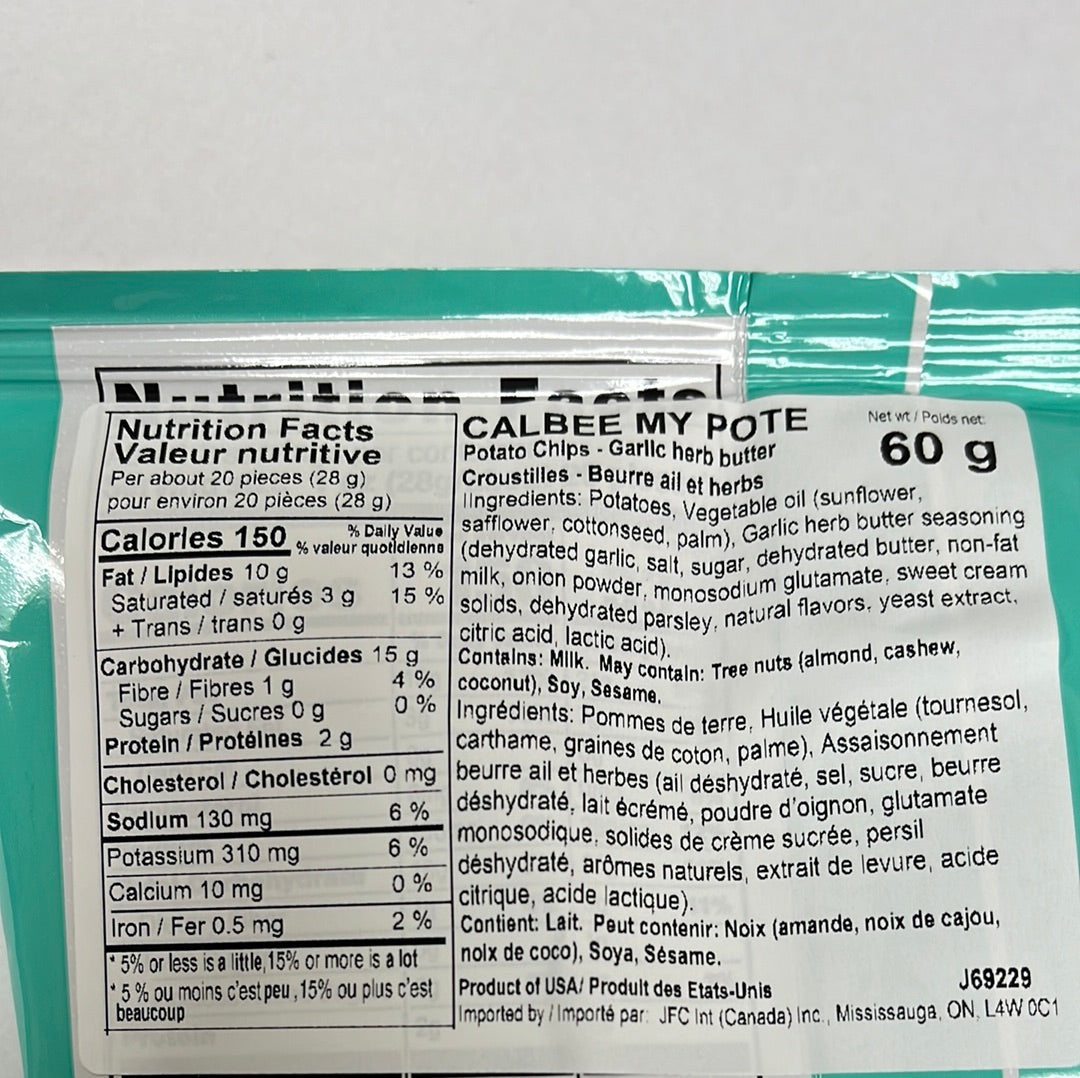 Nutrition Facts
Nutrition Facts
Valeur nutritive
Per about 20 pieces (28 g)
pour environ 20 pièces (28 g)
Calories 150
% Daily Value
% valeur quotidienne
Fat / Lipides 10 g 13 %
Saturated / saturés 3 g 15 %
+ Trans / trans 0 g
Carbohydrate / Glucides 15 g
Fibre / Fibres 1 g 4 %
Sugars / Sucres 0 g 0 %
Protein / Protéines 2 g
Cholesterol / Cholestérol 0 mg
Sodium 130 mg 6 %
Potassium 310 mg 6 %
Calcium 10 mg 0 %
Iron / Fer 0.5 mg 2 %
* 5% or less is a little, 15% or more is a lot
* 5 % ou moins c'est peu, 15% ou plus c'est
beaucoup
CALBEE MY POTE
Potato Chips - Garlic herb butter
Croustilles - Beurre ail et herbs
Net wt / Poids net:
60 g
IIngredients: Potatoes, Vegetable oil (sunflower,
safflower, cottonseed, palm), Garlic herb butter seasoning
(dehydrated garlic, salt, sugar, dehydrated butter, non-fat
milk, onion powder, monosodium glutamate, sweet cream
solids, dehydrated parsley, natural flavors, yeast extract,
citric acid, lactic acid).
Contains: Milk. May contain: Tree nuts (almond, cashew,
coconut), Soy, Sesame.
Ingrédients: Pommes de terre, Huile végétale (tournesol,
carthame, graines de coton, palme), Assaisonnement
beurre ail et herbes (ail déshydraté, sel, sucre, beurre
déshydraté, lait écrémé, poudre d'oignon, glutamate
monosodique, solides de crème sucrée, persil
déshydraté, arômes naturels, extrait de levure, acide
citrique, acide lactique).
Contient: Lait. Peut contenir: Noix (amande, noix de cajou,
noix de coco), Soya, Sésame.
J69229
Product of USA/ Produit des Etats-Unis
Imported by / Importé par: JFC Int (Canada) Inc., Mississauga, ON, L4W 0C1